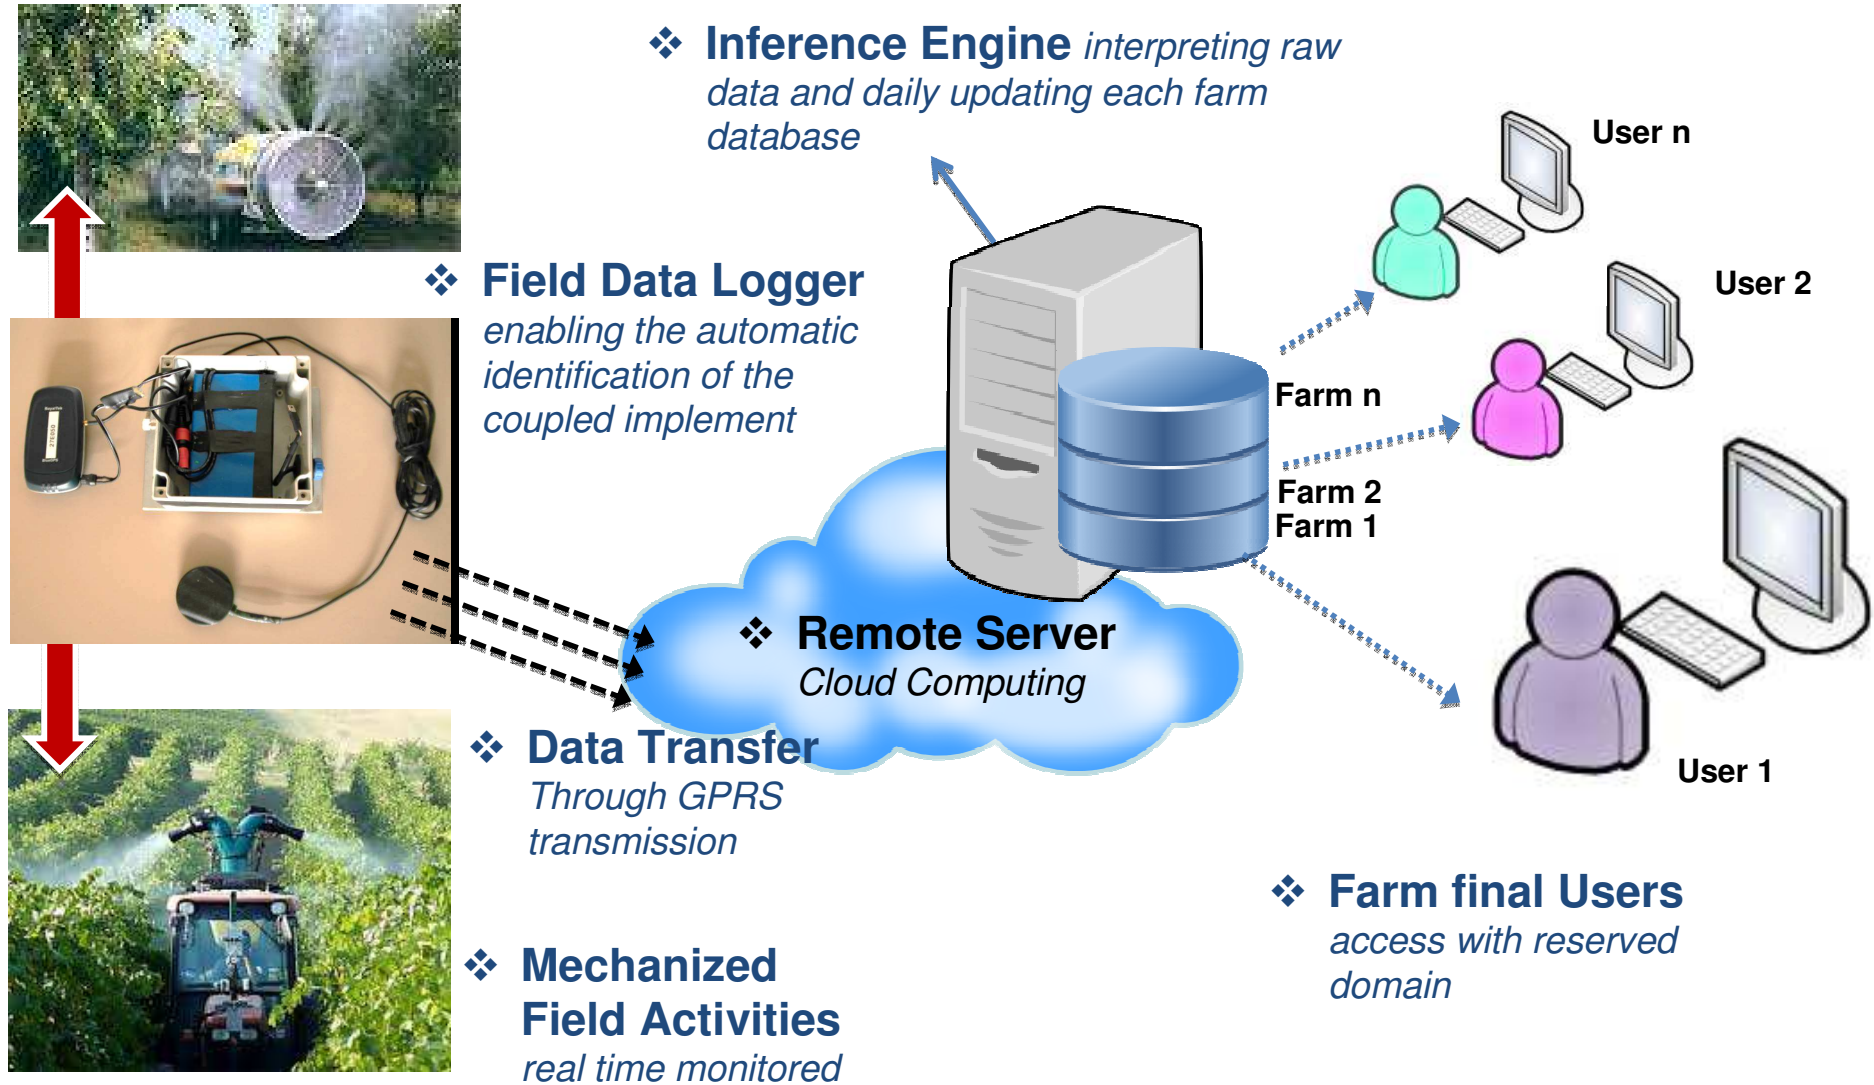 ❖ Inference Engine interpreting raw
data and daily updating each farm
database
User n
User 2
❖ Field Data Logger
enabling the automatic
identification of the
coupled implement
Farm n
Farm 2
Farm 1
❖ Remote Server
Cloud Computing
❖ Data Transfer
Through GPRS
transmission
User 1
❖ Farm final Users
access with reserved
domain
❖ Mechanized
Field Activities
real time monitored